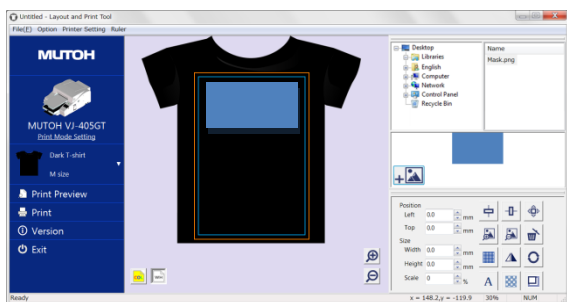 Untitled - Layout and Print Tool
File(F) Option Printer Setting Ruler
MUTOH
MUTOH VJ-405GT
Print Mode Setting
Dark T-shirt
M size
Print Preview
Print
Version
Exit
Desktop
Libraries
English
Computer
Network
Control Panel
Recycle Bin
Name
Mask.png
Position
Left 0.0 mm
Top 0.0 mm
Size
Width 0.0 mm
Height 0.0 mm
Scale 0 %
A
Ready
x = 148.2,y = -119.9 30% NUM